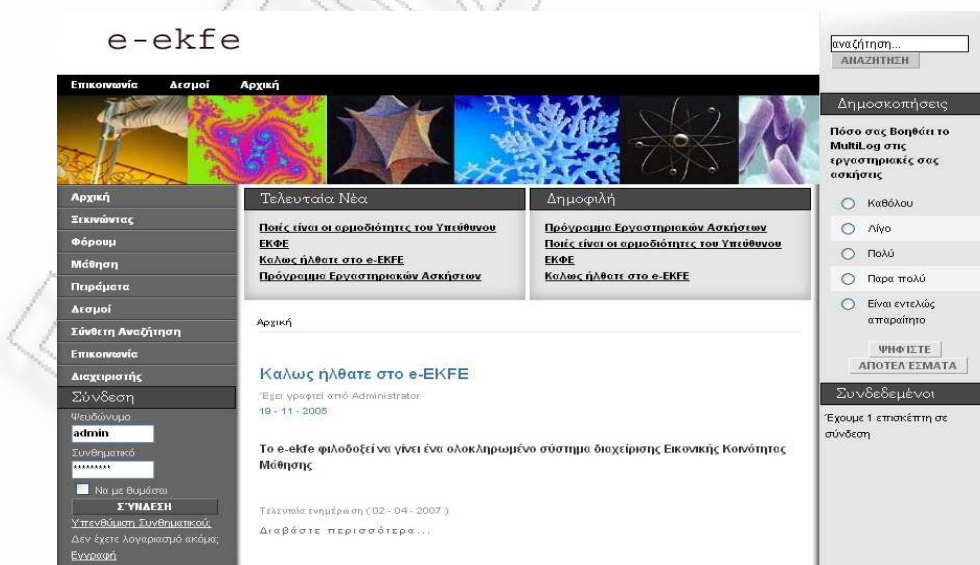 e-ekfe
Επικοινωνία Δεσμοί Αρχική
Αρχική
Ξεκινώντας
Φόρουμ
Μάθηση
Πειράματα
Δεσμοί
Σύνθετη Αναζήτηση
Επικοινωνία
Διαχειριστής
Σύνδεση
Ψευδώνυμο
admin
Συνθηματικό
*********
Να με θυμάσαι
ΣΎΝΔΕΣΗ
Υπενθύμιση Συνθηματικού;
Δεν έχετε λογαριασμό ακόμα;
Εγγραφή
Τελευταία Νέα
Ποιές είναι οι αρμοδιότητες του Υπεύθυνου
ΕΚΦΕ
Καλως ήλθατε στο e-EKFE
Πρόγραμμα Εργαστηριακών Ασκήσεων
Δημοφιλή
Πρόγραμμα Εργαστηριακών Ασκήσεων
Ποιές είναι οι αρμοδιότητες του Υπεύθυνου
ΕΚΦΕ
Καλως ήλθατε στο e-EKFE
Αρχική
Καλως ήλθατε στο e-EKFE
Έχει γραφτεί από Administrator
19 - 11 - 2005
Το e-ekfe φιλοδοξεί να γίνει ένα ολοκληρωμένο σύστημα διαχείρισης Εικονικής Κοινότητας
Μάθησης
Τελευταία ενημέρωση ( 02 - 04 - 2007 )
Διαβάστε περισσότερα...
αναζήτηση...
ΑΝΑΖΉΤΗΣΗ
Δημοσκοπήσεις
Πόσο σας Βοηθάει το
MultiLog στις
εργαστηριακές σας
ασκήσεις
Καθόλου
Λίγο
Πολύ
Παρα πολύ
Είναι εντελώς
απαραίτητο
ΨΗΦΊΣΤΕ
ΑΠΟΤΕΛΈΣΜΑΤΑ
Συνδεδεμένοι
Έχουμε 1 επισκέπτη σε
σύνδεση